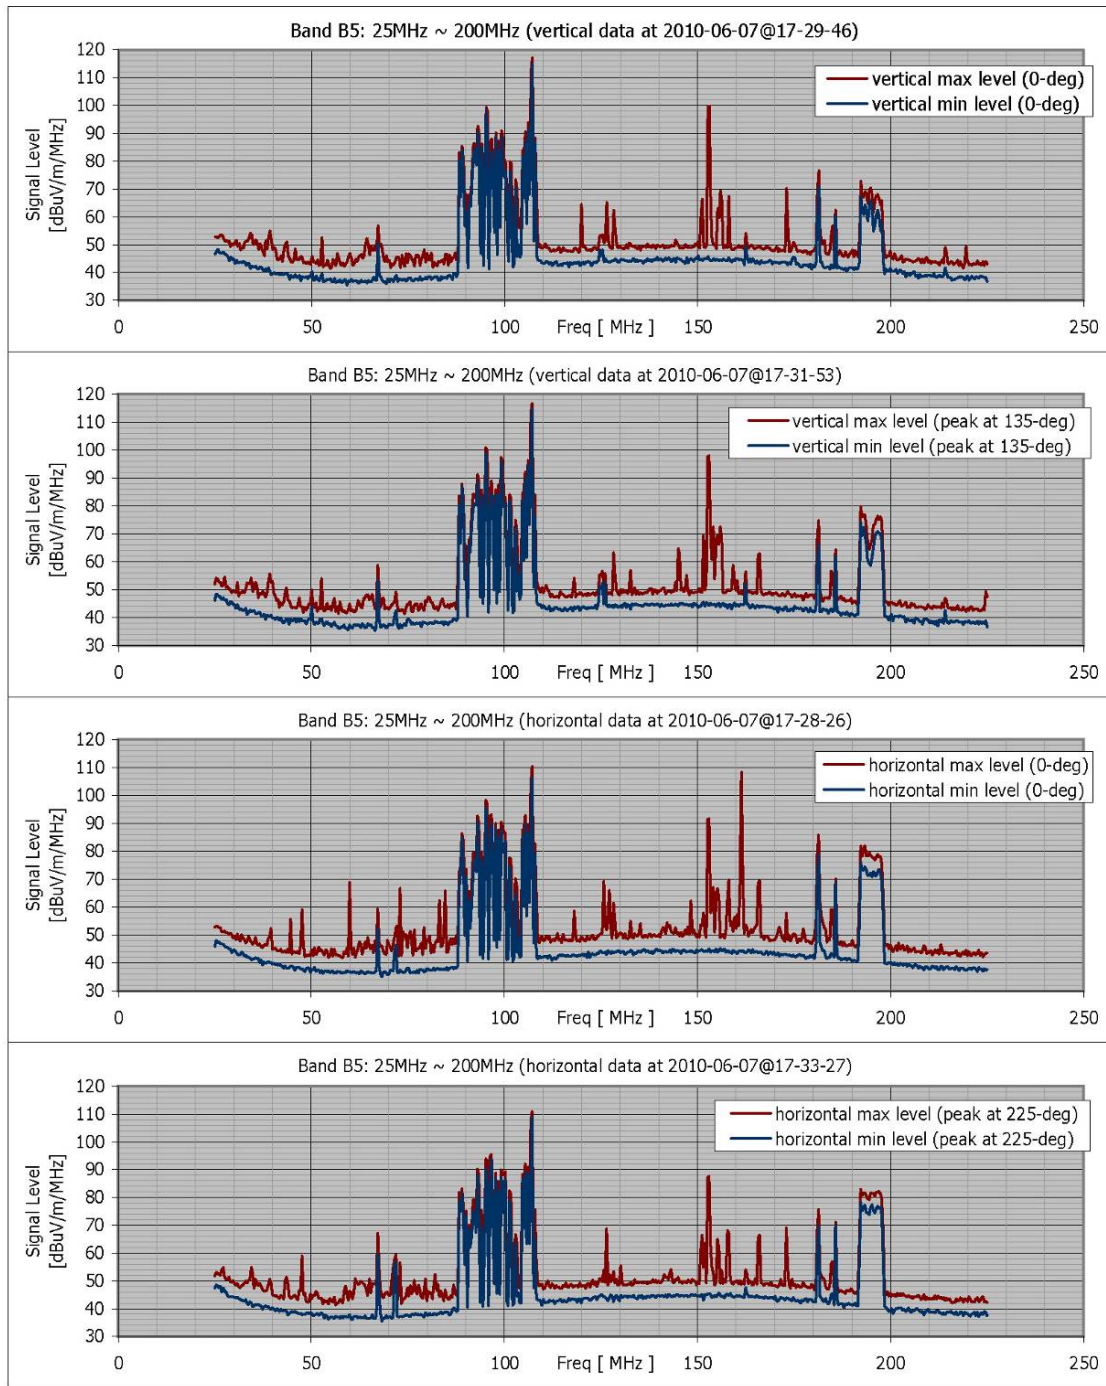 Band B5: 25MHz ~ 200MHz (vertical data at 2010-06-07@17-29-46)
120
110
100
90
80
70
60
50
40
30
Signal Level
[dBuV/m/MHz]
vertical max level (0-deg)
vertical min level (0-deg)
0 50 100 Freq [ MHz ] 150 200 250
Band B5: 25MHz ~ 200MHz (vertical data at 2010-06-07@17-31-53)
120
110
100
90
80
70
60
50
40
30
Signal Level
[dBuV/m/MHz]
vertical max level (peak at 135-deg)
vertical min level (peak at 135-deg)
0 50 100 Freq [ MHz ] 150 200 250
Band B5: 25MHz ~ 200MHz (horizontal data at 2010-06-07@17-28-26)
120
110
100
90
80
70
60
50
40
30
Signal Level
[dBuV/m/MHz]
horizontal max level (0-deg)
horizontal min level (0-deg)
0 50 100 Freq [ MHz ] 150 200 250
Band B5: 25MHz ~ 200MHz (horizontal data at 2010-06-07@17-33-27)
120
110
100
90
80
70
60
50
40
30
Signal Level
[dBuV/m/MHz]
horizontal max level (peak at 225-deg)
horizontal min level (peak at 225-deg)
0 50 100 Freq [ MHz ] 150 200 250